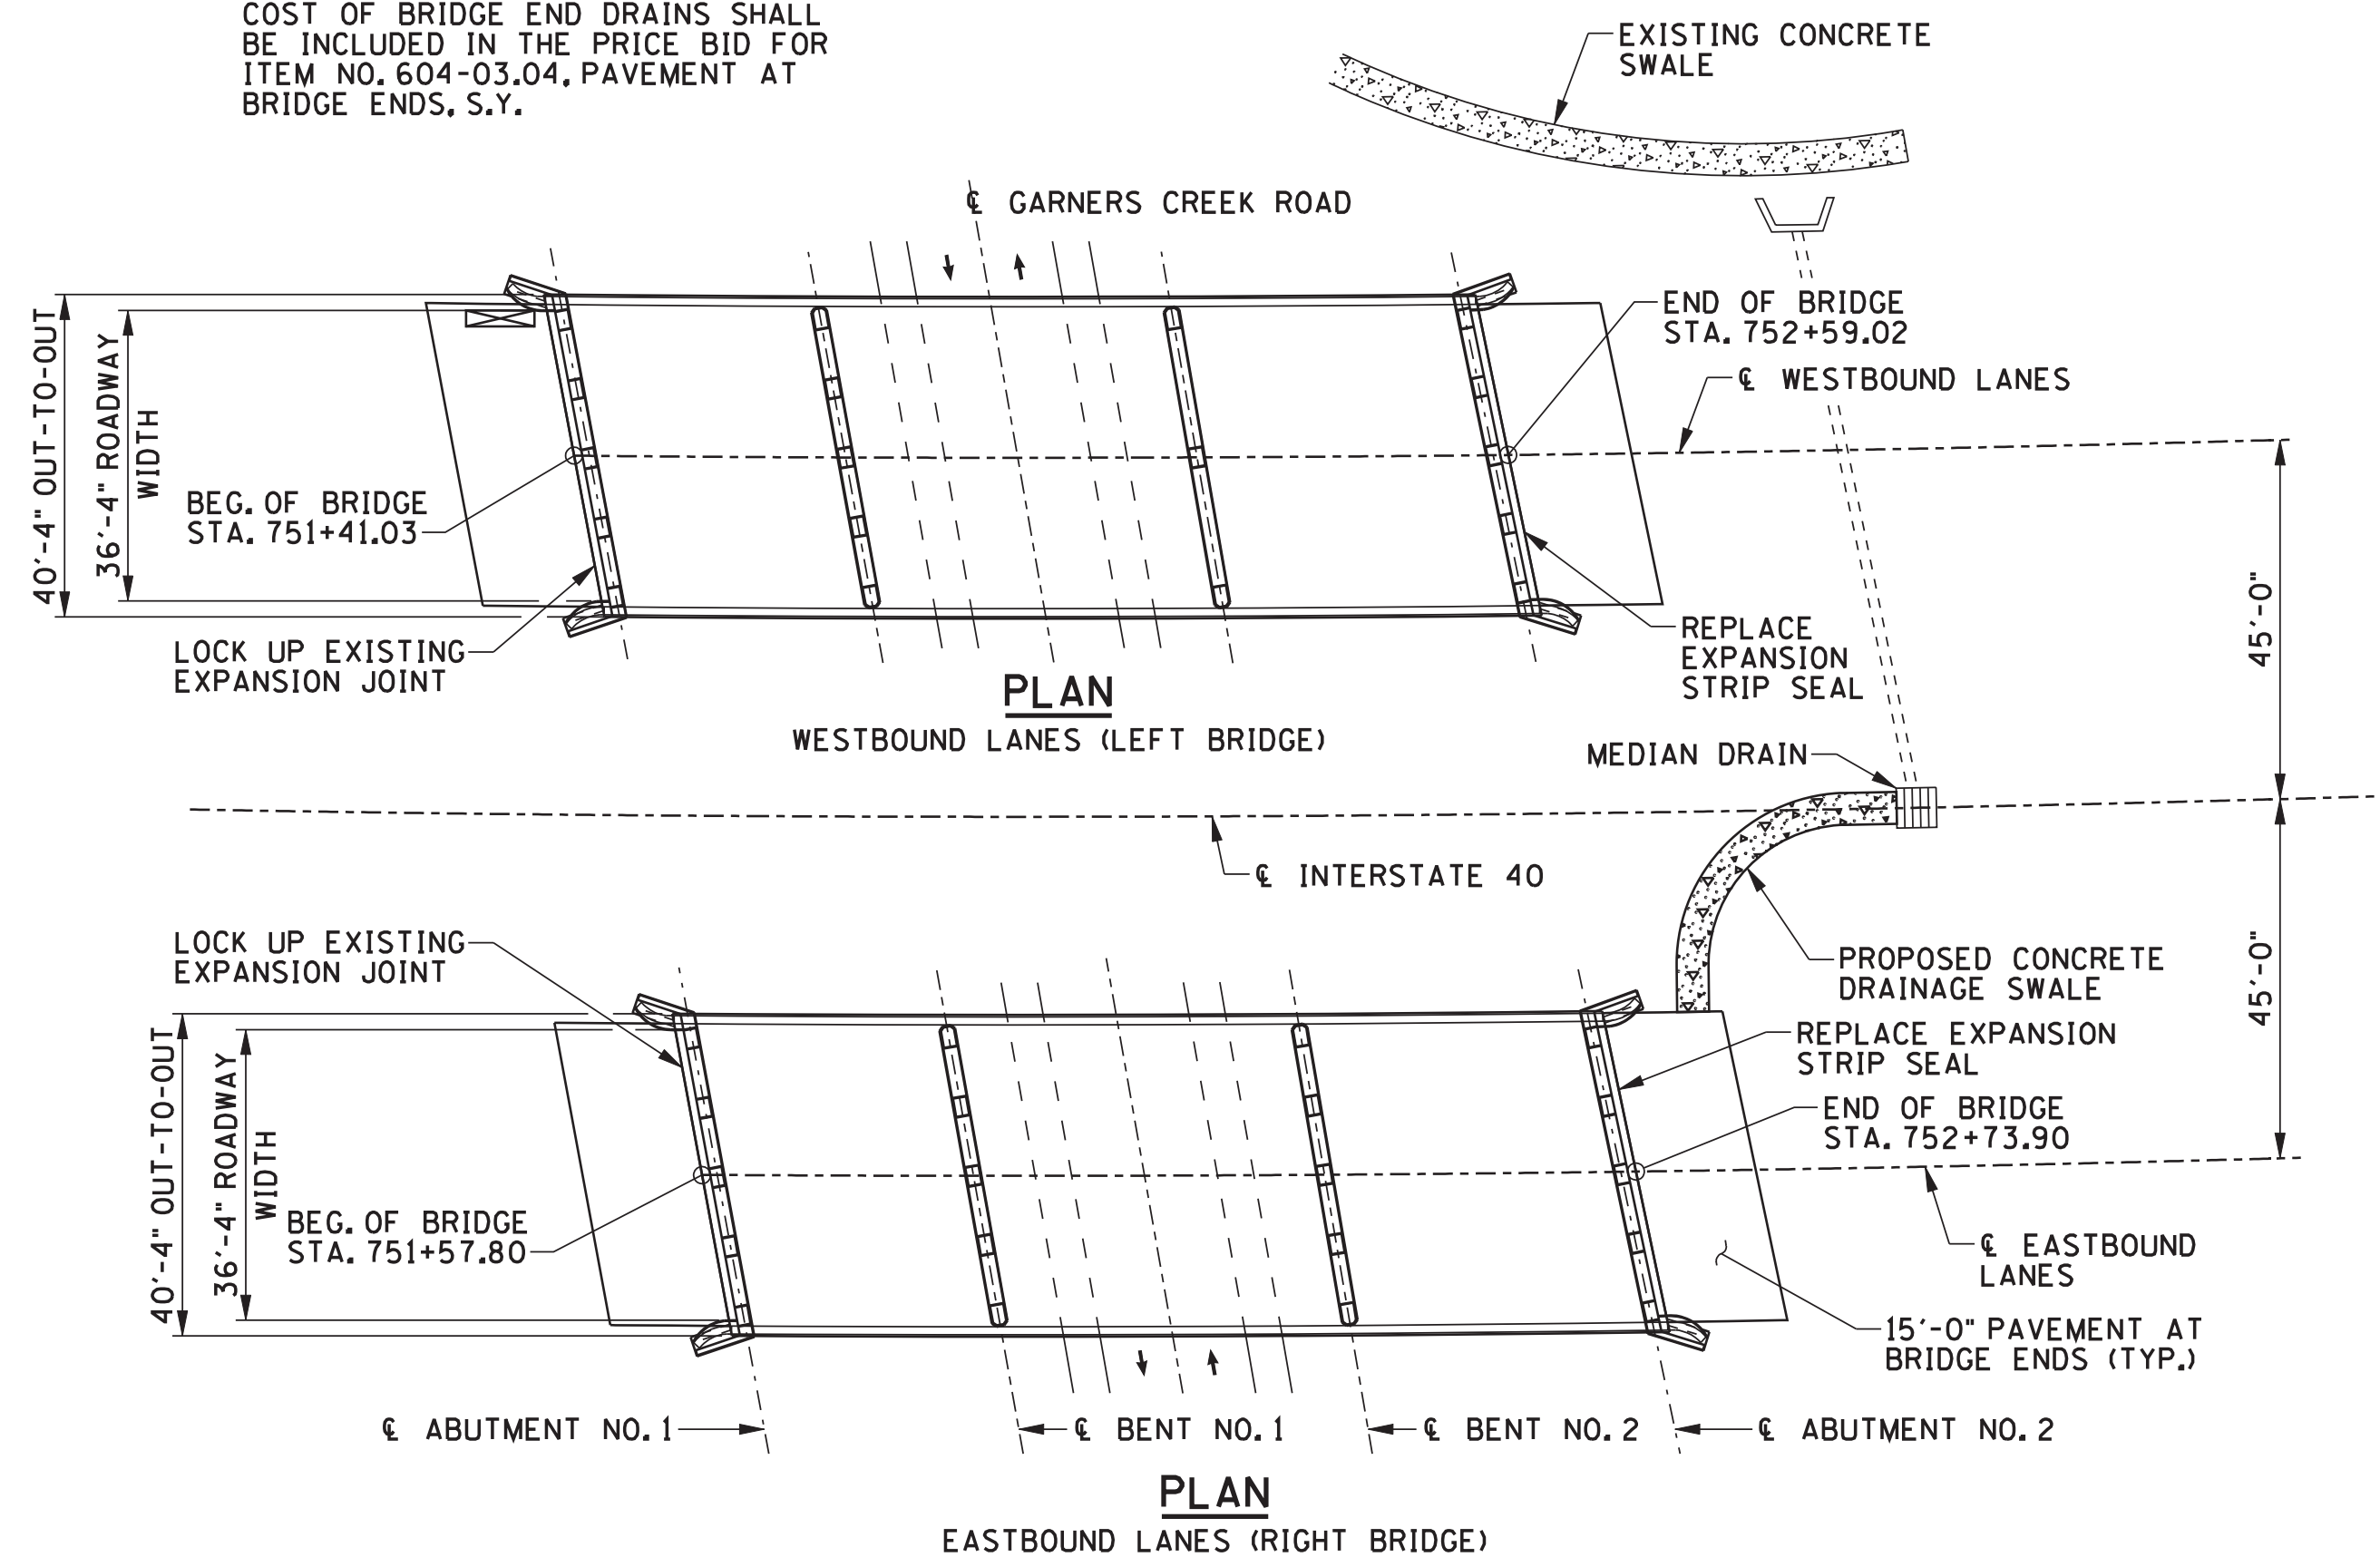 COST OF BRIDGE END DRAINS SHALL
BE INCLUDED IN THE PRICE BID FOR
ITEM NO. 604-03.04, PAVEMENT AT
BRIDGE ENDS, S.Y.
EXISTING CONCRETE
SWALE
℄ GARNERS CREEK ROAD
END OF BRIDGE
STA. 752+59.02
℄ WESTBOUND LANES
40'-4" OUT-TO-OUT
36'-4" ROADWAY
WIDTH
BEG. OF BRIDGE
STA. 751+41.03
LOCK UP EXISTING
EXPANSION JOINT
REPLACE
EXPANSION
STRIP SEAL
45'-0"
PLAN
WESTBOUND LANES (LEFT BRIDGE)
MEDIAN DRAIN
℄ INTERSTATE 40
LOCK UP EXISTING
EXPANSION JOINT
PROPOSED CONCRETE
DRAINAGE SWALE
45'-0"
REPLACE EXPANSION
STRIP SEAL
END OF BRIDGE
STA. 752+73.90
40'-4" OUT-TO-OUT
36'-4" ROADWAY
WIDTH
BEG. OF BRIDGE
STA. 751+57.80
℄ EASTBOUND
LANES
15'-0" PAVEMENT AT
BRIDGE ENDS (TYP.)
℄ ABUTMENT NO. 1
℄ BENT NO. 1
℄ BENT NO. 2
℄ ABUTMENT NO. 2
PLAN
EASTBOUND LANES (RIGHT BRIDGE)